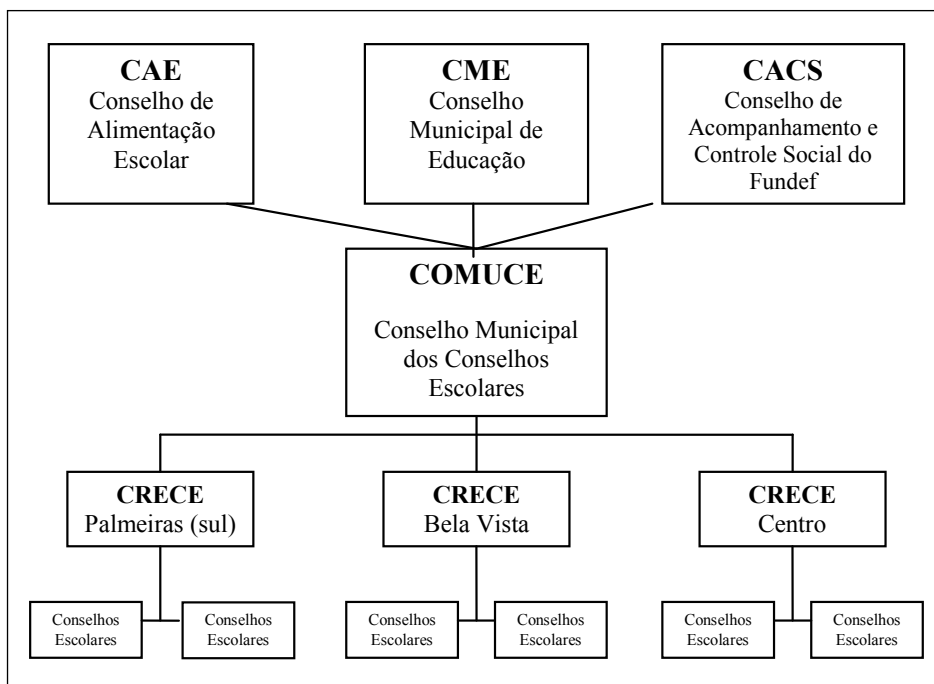 CAE
Conselho de
Alimentação
Escolar
CME
Conselho
Municipal de
Educação
CACS
Conselho de
Acompanhamento e
Controle Social do
Fundef
COMUCE
Conselho Municipal
dos Conselhos
Escolares
CRECE
Palmeiras (sul)
CRECE
Bela Vista
CRECE
Centro
Conselhos
Escolares
Conselhos
Escolares
Conselhos
Escolares
Conselhos
Escolares
Conselhos
Escolares
Conselhos
Escolares